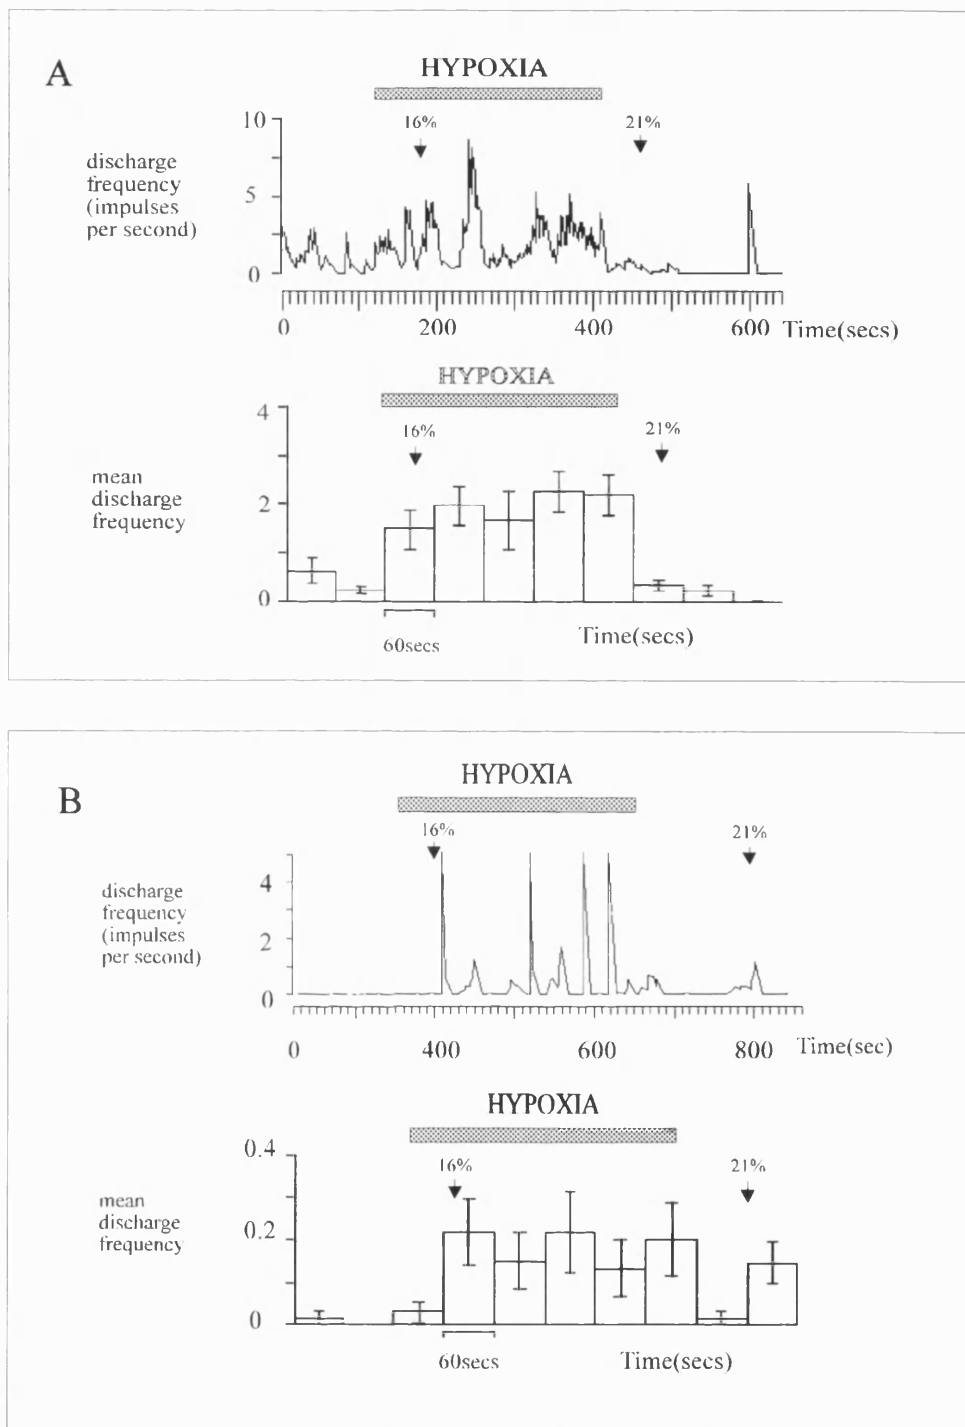 A
HYPOXIA
16%
21%
10
5
0
discharge
frequency
(impulses
per second)
0
200
400
600
Time(secs)
HYPOXIA
16%
21%
4
2
0
mean
discharge
frequency
60secs
Time(secs)
B
HYPOXIA
16%
21%
4
2
0
discharge
frequency
(impulses
per second)
0
400
600
800
Time(sec)
HYPOXIA
16%
21%
0.4
0.2
0
mean
discharge
frequency
60secs
Time(secs)